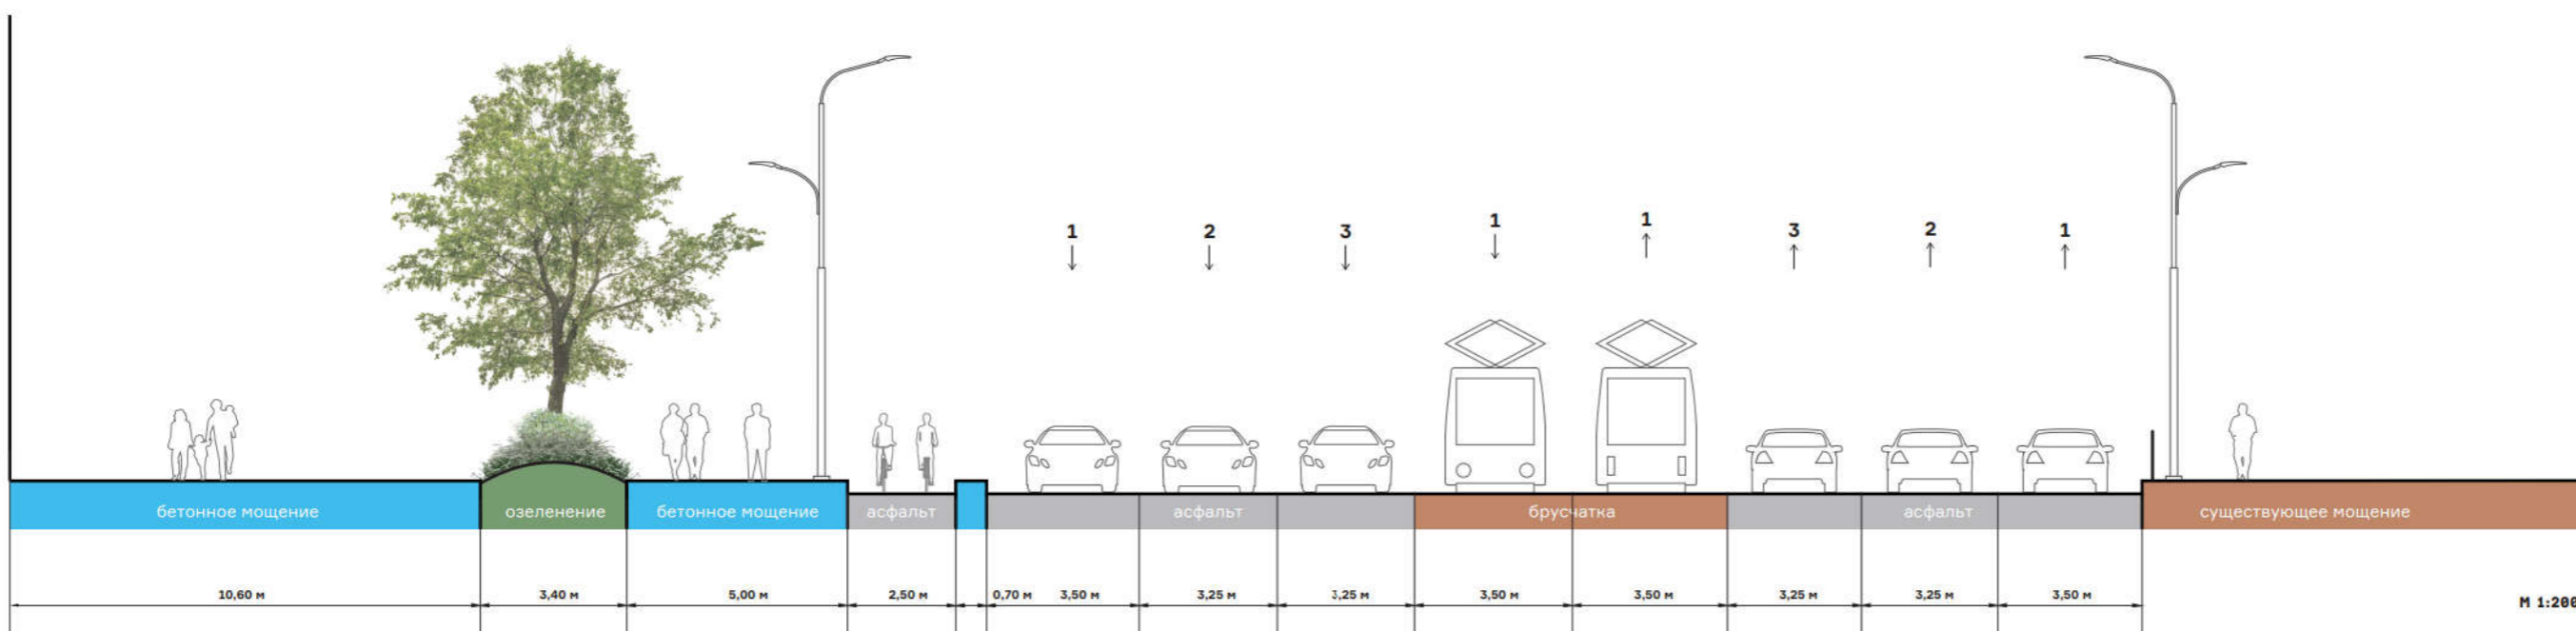 1 2 3 1 1 3 2 1
бетонное мощение озеленение бетонное мощение асфальт асфальт брусчатка асфальт существующее мощение
10,60 м 3,40 м 5,00 м 2,50 м 0,70 м 3,50 м 3,25 м 3,25 м 3,50 м 3,50 м 3,25 м 3,25 м 3,50 м
М 1:200